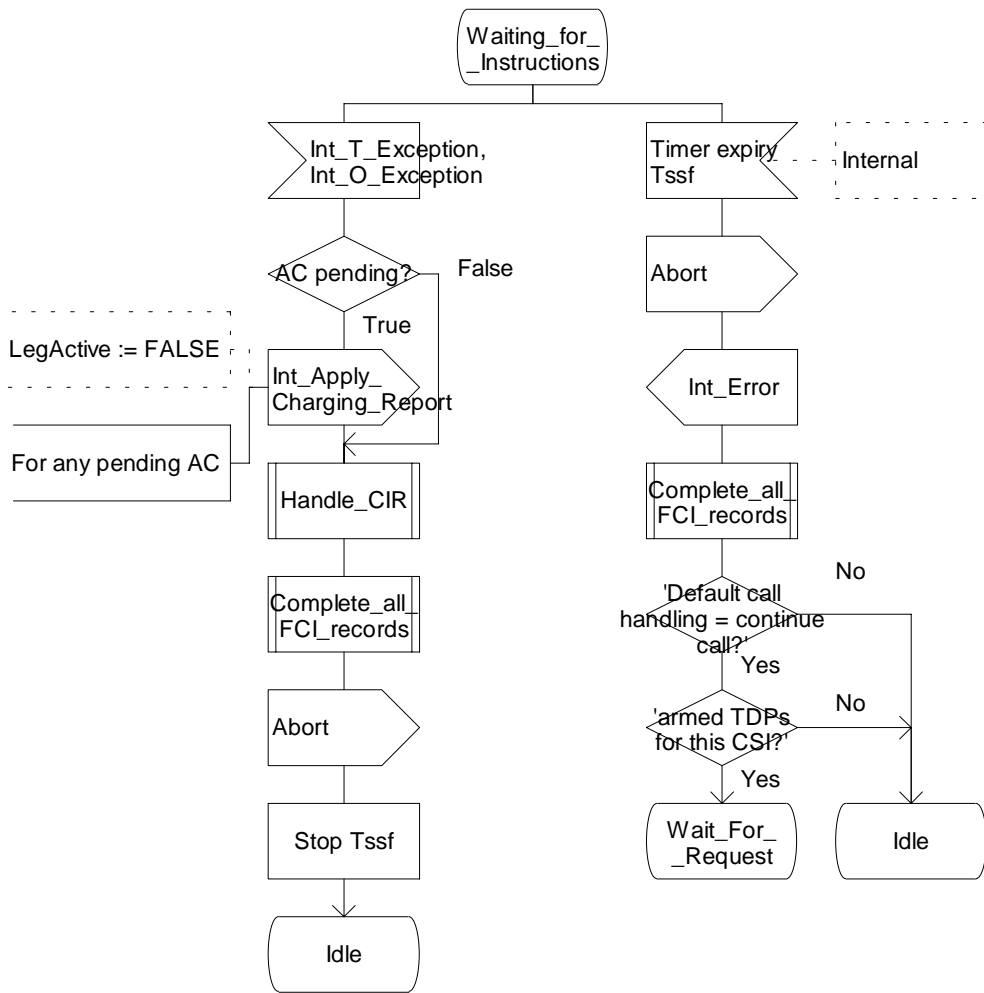 Waiting_for_
_Instructions
Int_T_Exception,
Int_O_Exception
Timer expiry
Tssf
Internal
AC pending?
False
Abort
True
LegActive := FALSE
Int_Apply_
Charging_Report
Int_Error
For any pending AC
Handle_CIR
Complete_all_
FCI_records
No
Complete_all_
FCI_records
'Default call
handling = continue
call?'
Yes
Abort
'armed TDPs
for this CSI?'
No
Yes
Stop Tssf
Wait_For_
_Request
Idle
Idle